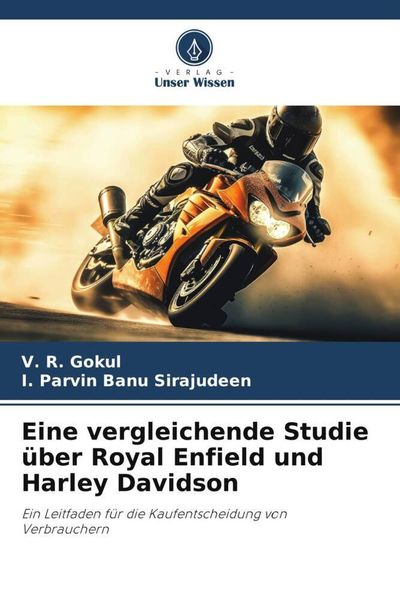 - VERLAG -
Unser Wissen
V. R. Gokul
I. Parvin Banu Sirajudeen
Eine vergleichende Studie
über Royal Enfield und
Harley Davidson
Ein Leitfaden für die Kaufentscheidung von
Verbrauchern